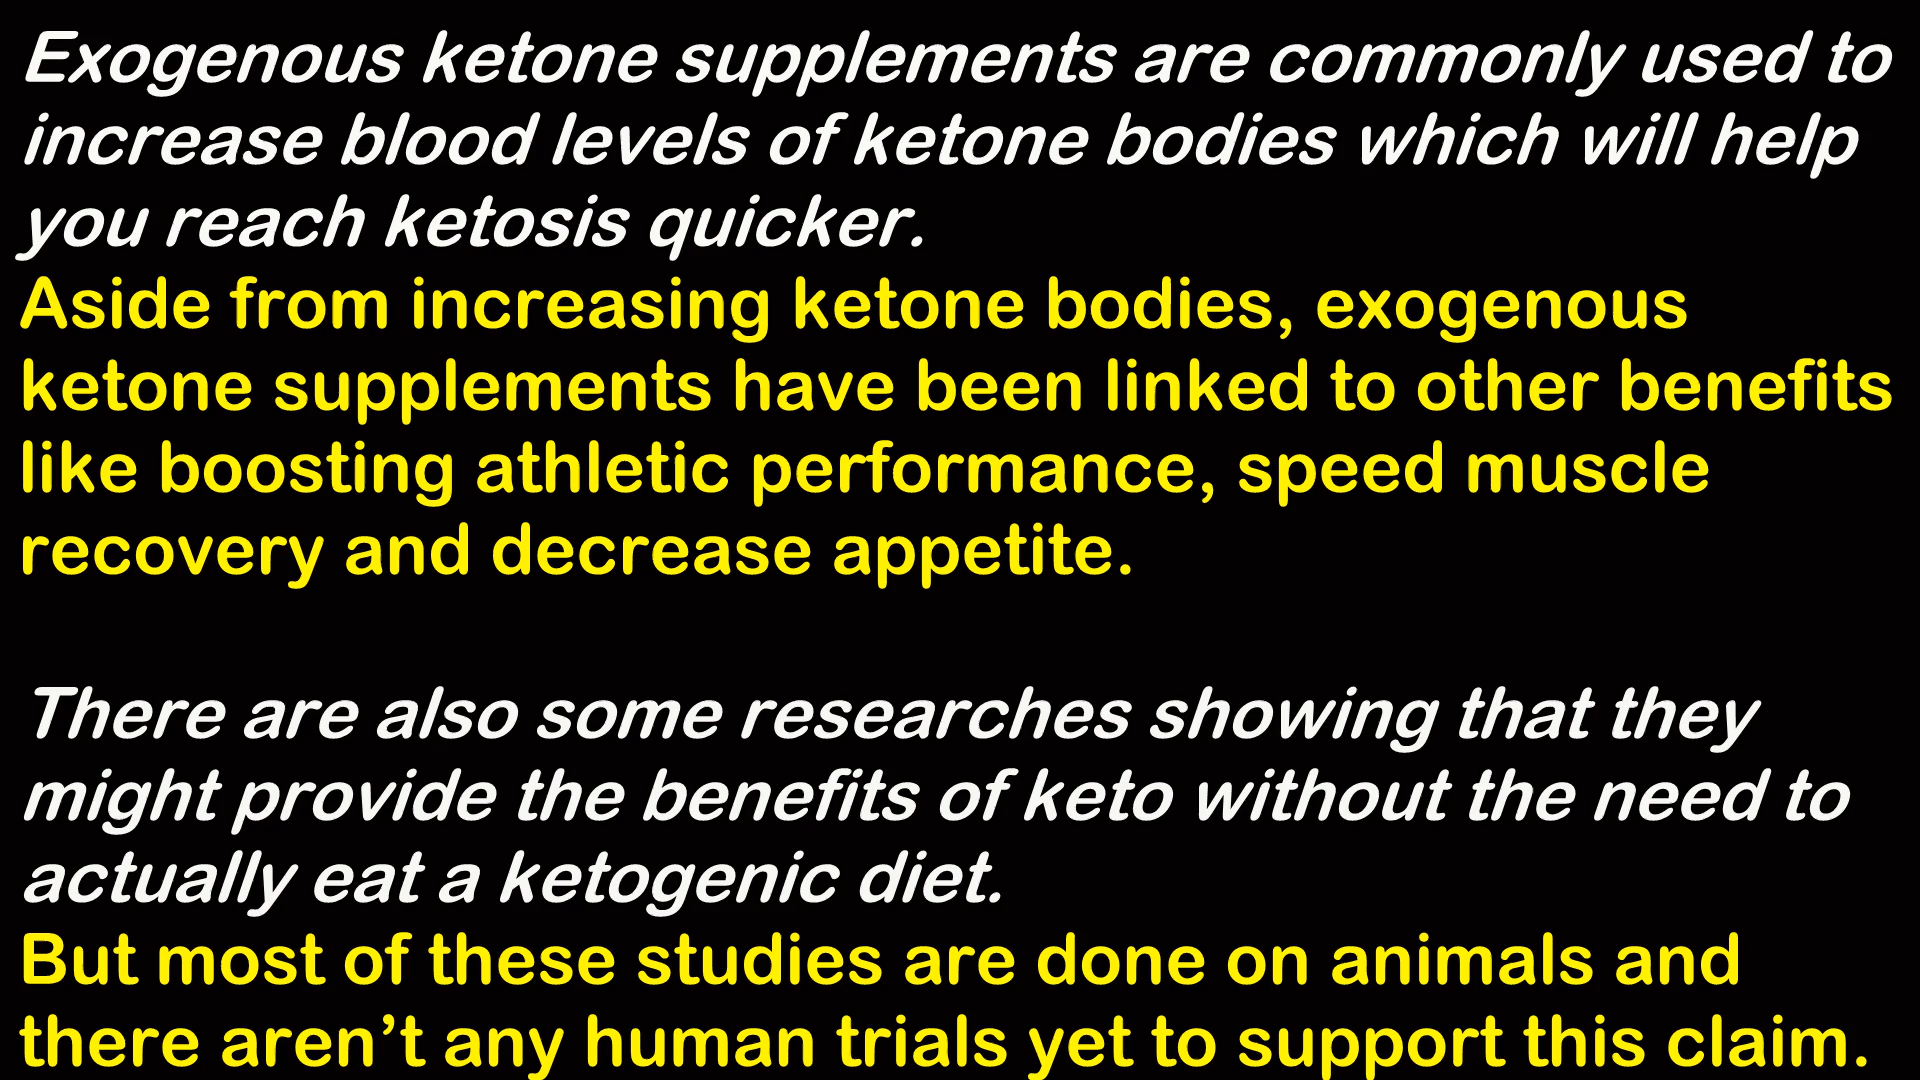 Exogenous ketone supplements are commonly used to
increase blood levels of ketone bodies which will help
you reach ketosis quicker.
Aside from increasing ketone bodies, exogenous
ketone supplements have been linked to other benefits
like boosting athletic performance, speed muscle
recovery and decrease appetite.
There are also some researches showing that they
might provide the benefits of keto without the need to
actually eat a ketogenic diet.
But most of these studies are done on animals and
there aren’t any human trials yet to support this claim.